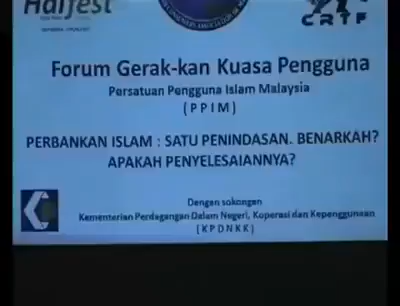 Halfest
CRTF
Forum Gerak-kan Kuasa Pengguna
Persatuan Pengguna Islam Malaysia
(PPIM)
PERBANKAN ISLAM : SATU PENINDASAN. BENARKAH?
APAKAH PENYELESAIANNYA?
Dengan sokongan
Kementerian Perdagangan Dalam Negeri, Koperasi dan Kepenggunaan
(KPDNKK)